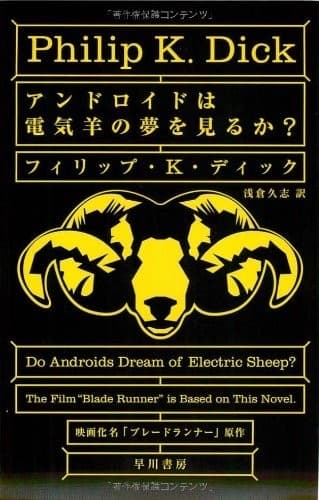 「著作権保護コンテンツ」
Philip K. Dick
アンドロイドは
電気羊の夢を見るか?
フィリップ・K・ディック
浅倉久志 訳
Do Androids Dream of Electric Sheep?
The Film “Blade Runner” is Based on This Novel.
映画化名「ブレードランナー」原作
早川書房
「著作権保護コンテンツ」